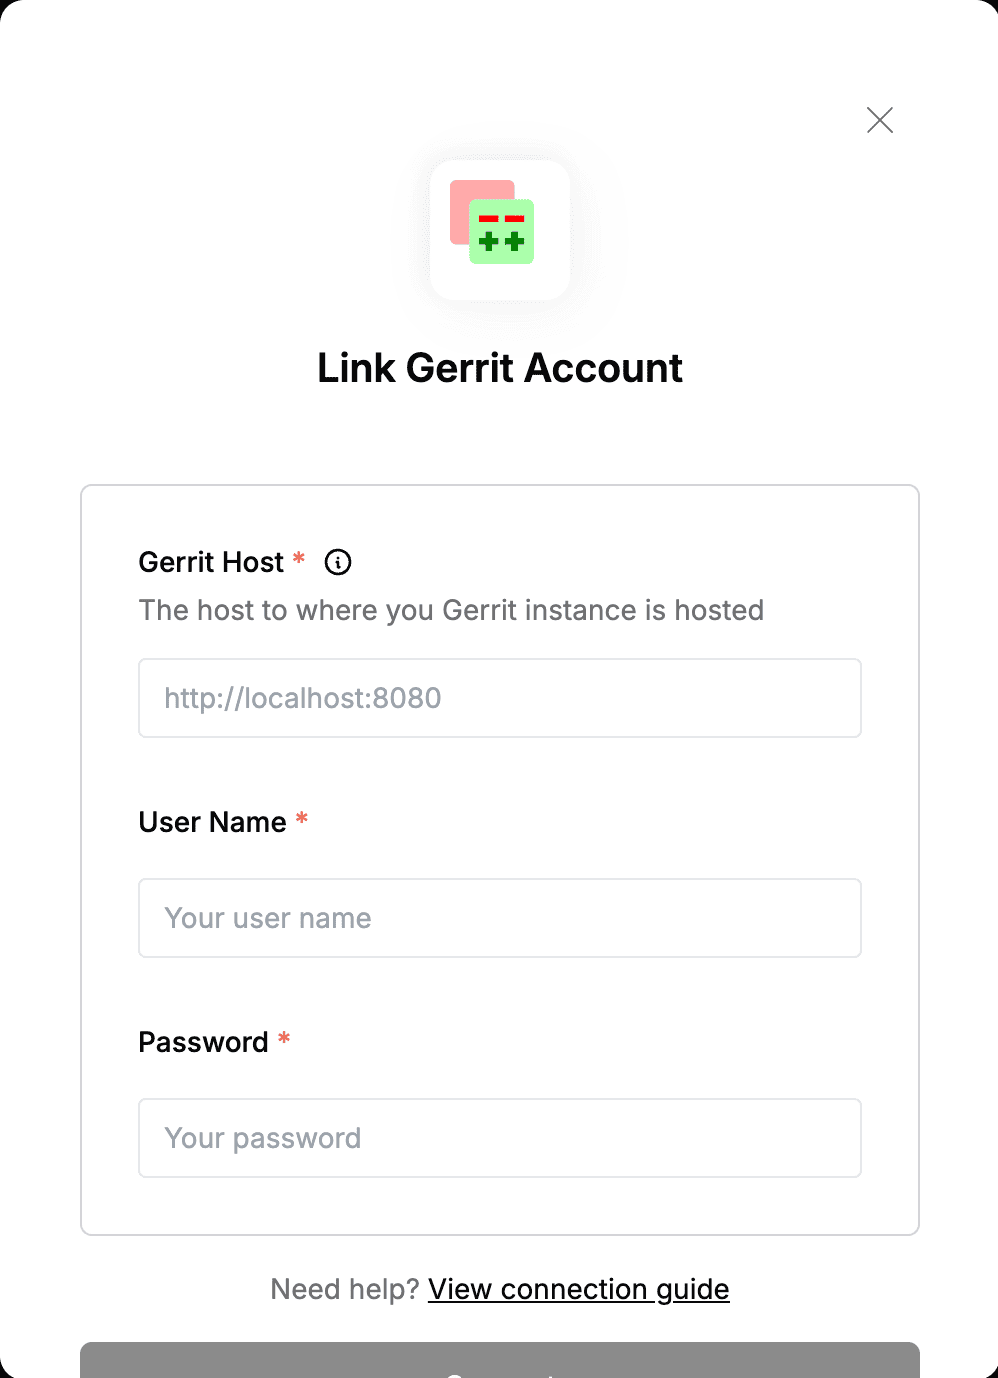 Link Gerrit Account
Gerrit Host *
The host to where you Gerrit instance is hosted
http://localhost:8080
User Name *
Your user name
Password *
Your password
Need help? View connection guide